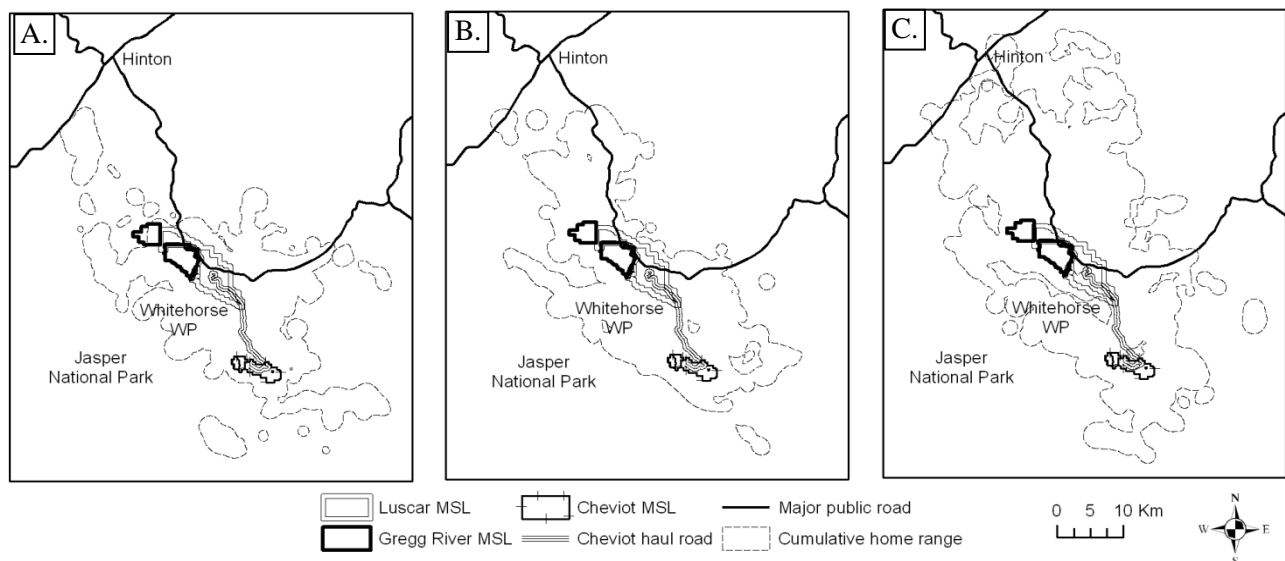 A.
Hinton
Whitehorse
WP
Jasper
National Park
B.
Hinton
Whitehorse
WP
Jasper
National Park
C.
Hinton
Whitehorse
WP
Jasper
National Park
Luscar MSL
Cheviot MSL
Major public road
Gregg River MSL
Cheviot haul road
Cumulative home range
0 5 10 Km
N
W E
S